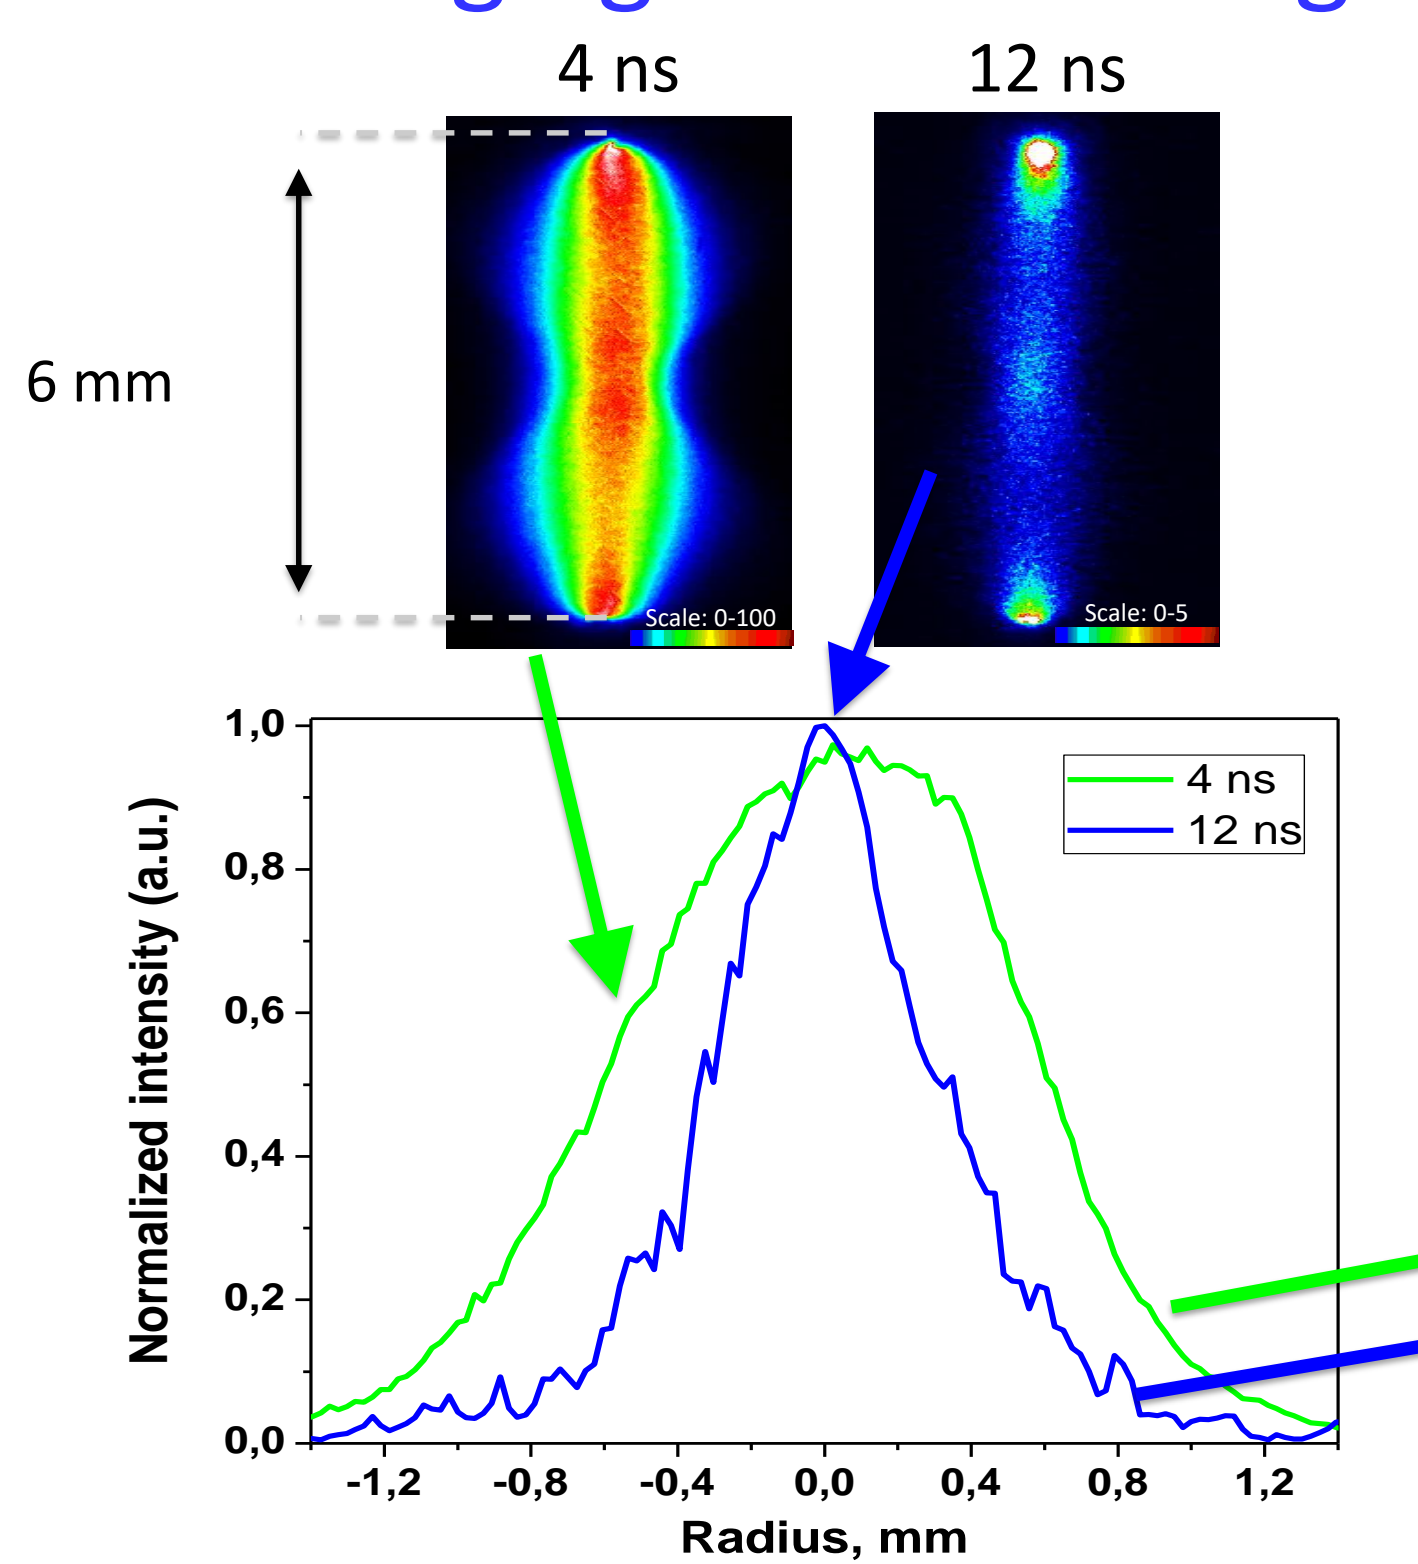 4 ns
12 ns
6 mm
Scale: 0-100
Scale: 0-5
1,0
0,8
0,6
0,4
0,2
0,0
Normalized intensity (a.u.)
4 ns
12 ns
-1,2 -0,8 -0,4 0,0 0,4 0,8 1,2
Radius, mm